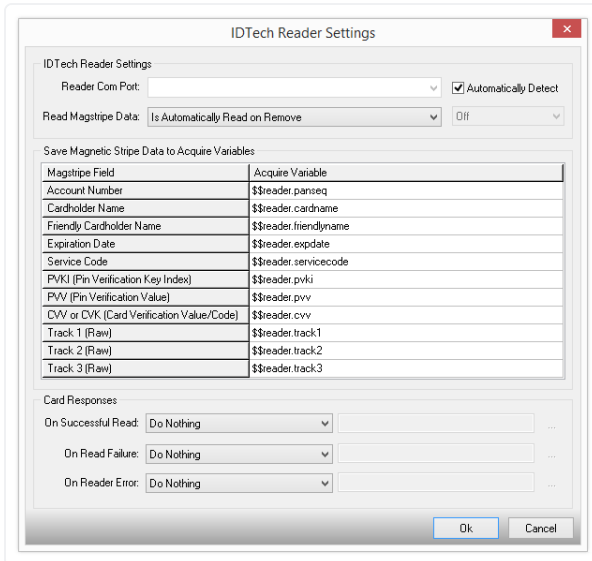 IDTech Reader Settings
IDTech Reader Settings
Reader Com Port: Automatically Detect
Read Magstripe Data: Is Automatically Read on Remove Off
Save Magnetic Stripe Data to Acquire Variables
Magstripe Field Acquire Variable
Account Number $$reader.panseq
Cardholder Name $$reader.cardname
Friendly Cardholder Name $$reader.friendlyname
Expiration Date $$reader.expdate
Service Code $$reader.servicecode
PVKI (Pin Verification Key Index) $$reader.pvki
PVV (Pin Verification Value) $$reader.pvv
CVV or CVK (Card Verification Value/Code) $$reader.cvv
Track 1 (Raw) $$reader.track1
Track 2 (Raw) $$reader.track2
Track 3 (Raw) $$reader.track3
Card Responses
On Successful Read: Do Nothing ...
On Read Failure: Do Nothing ...
On Reader Error: Do Nothing ...
Ok Cancel